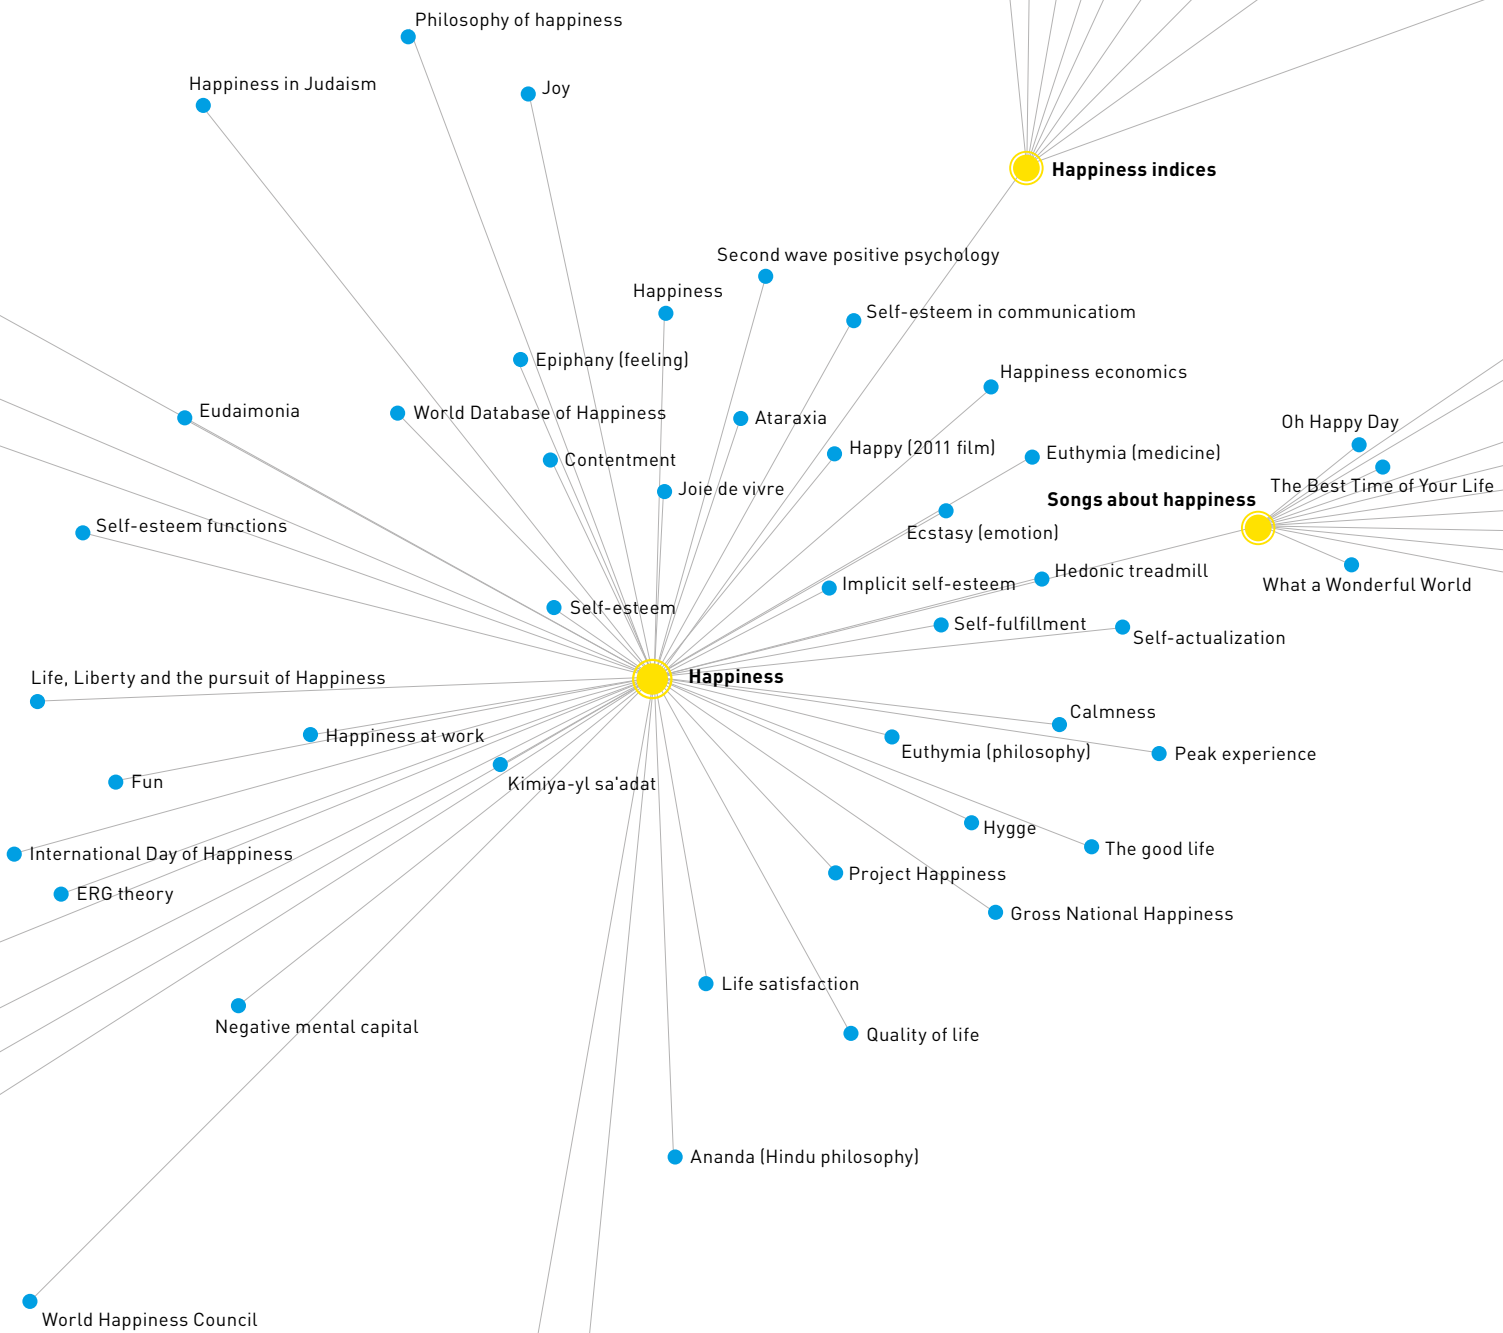 Philosophy of happiness
Happiness in Judaism
Joy
Happiness indices
Second wave positive psychology
Happiness
Self-esteem in communicatiom
Epiphany (feeling)
Happiness economics
Eudaimonia
World Database of Happiness
Ataraxia
Oh Happy Day
Happy (2011 film)
Euthymia (medicine)
Contentment
Joie de vivre
The Best Time of Your Life
Songs about happiness
Self-esteem functions
Ecstasy (emotion)
Hedonic treadmill
Implicit self-esteem
What a Wonderful World
Self-esteem
Self-fulfillment
Self-actualization
Life, Liberty and the pursuit of Happiness
Happiness
Calmness
Happiness at work
Euthymia (philosophy)
Peak experience
Fun
Kimiya-yl sa'adat
Hygge
The good life
International Day of Happiness
Project Happiness
ERG theory
Gross National Happiness
Life satisfaction
Negative mental capital
Quality of life
Ananda (Hindu philosophy)
World Happiness Council